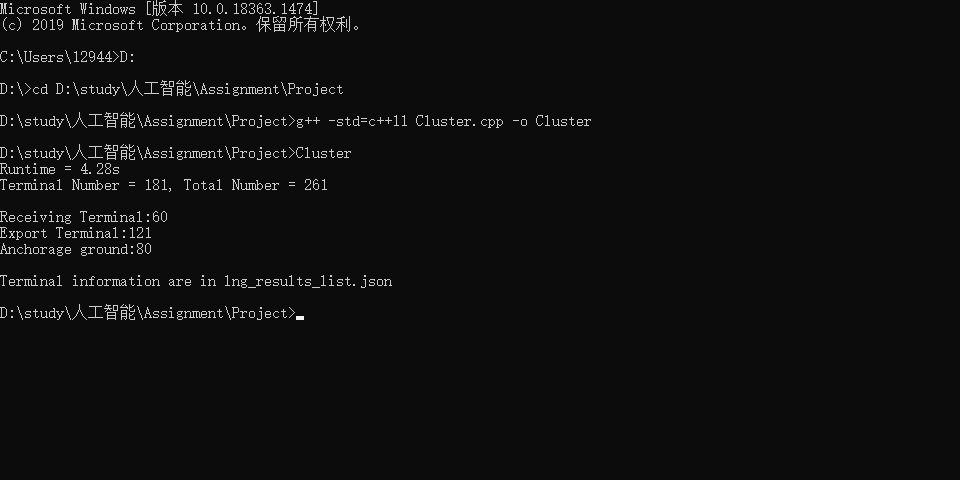 Microsoft Windows [版本 10.0.18363.1474]
(c) 2019 Microsoft Corporation。保留所有权利。
C:\Users\12944>D:
D:\>cd D:\study\人工智能\Assignment\Project
D:\study\人工智能\Assignment\Project>g++ -std=c++11 Cluster.cpp -o Cluster
D:\study\人工智能\Assignment\Project>Cluster
Runtime = 4.28s
Terminal Number = 181, Total Number = 261
Receiving Terminal:60
Export Terminal:121
Anchorage ground:80
Terminal information are in lng_results_list.json
D:\study\人工智能\Assignment\Project>